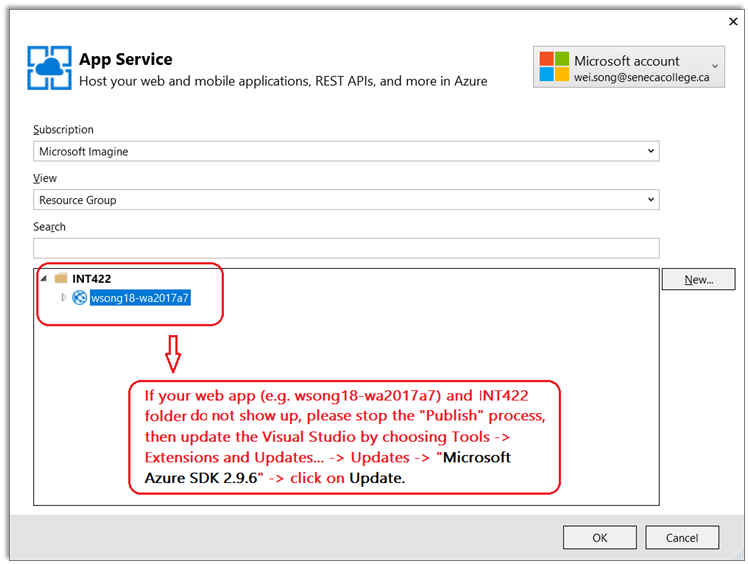 App Service
Host your web and mobile applications, REST APIs, and more in Azure
Microsoft account
wei.song@senecacollege.ca
Subscription
Microsoft Imagine
View
Resource Group
Search
INT422
wsong18-wa2017a7
New...
If your web app (e.g. wsong18-wa2017a7) and INT422
folder do not show up, please stop the "Publish" process,
then update the Visual Studio by choosing Tools ->
Extensions and Updates... -> Updates -> "Microsoft
Azure SDK 2.9.6" -> click on Update.
OK
Cancel